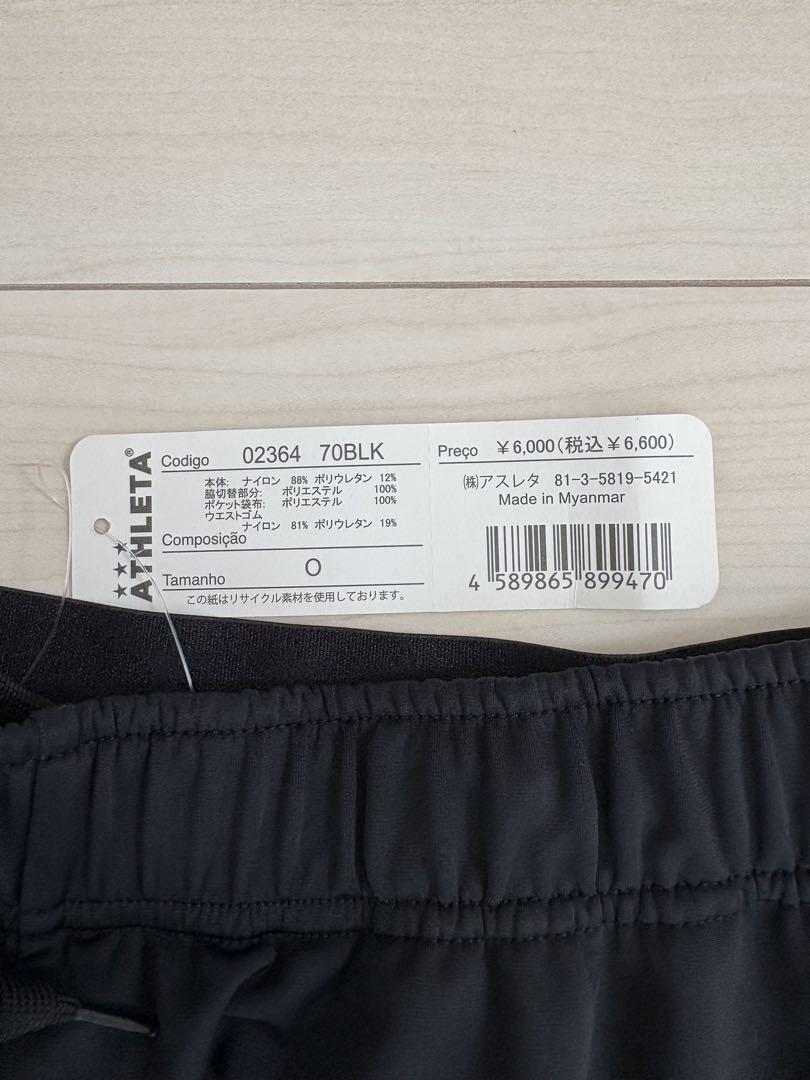 ATHLETA®
Codigo 02364 70BLK
本体: ナイロン 88% ポリウレタン 12%
脇切替部分: ポリエステル 100%
ポケット袋布: ポリエステル 100%
ウエストゴム
ナイロン 81% ポリウレタン 19%
Composição
Tamanho O
この紙はリサイクル素材を使用しております。
Preço ￥6,000(税込￥6,600)
㈱アスレタ 81-3-5819-5421
Made in Myanmar
4 589865 899470